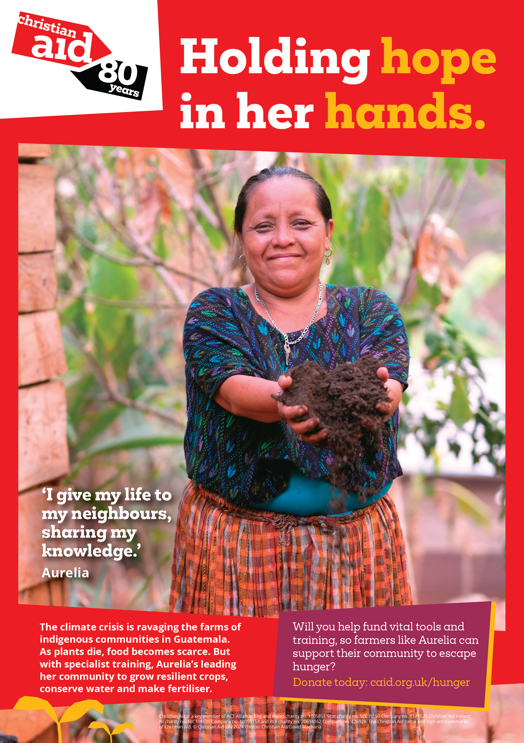 christian
aid
80
years
Holding hope
in her hands.
'I give my life to
my neighbours,
sharing my
knowledge.'
Aurelia
The climate crisis is ravaging the farms of
indigenous communities in Guatemala.
As plants die, food becomes scarce. But
with specialist training, Aurelia's leading
her community to grow resilient crops,
conserve water and make fertiliser.
Will you help fund vital tools and
training, so farmers like Aurelia can
support their community to escape
hunger?
Donate today: caid.org.uk/hunger